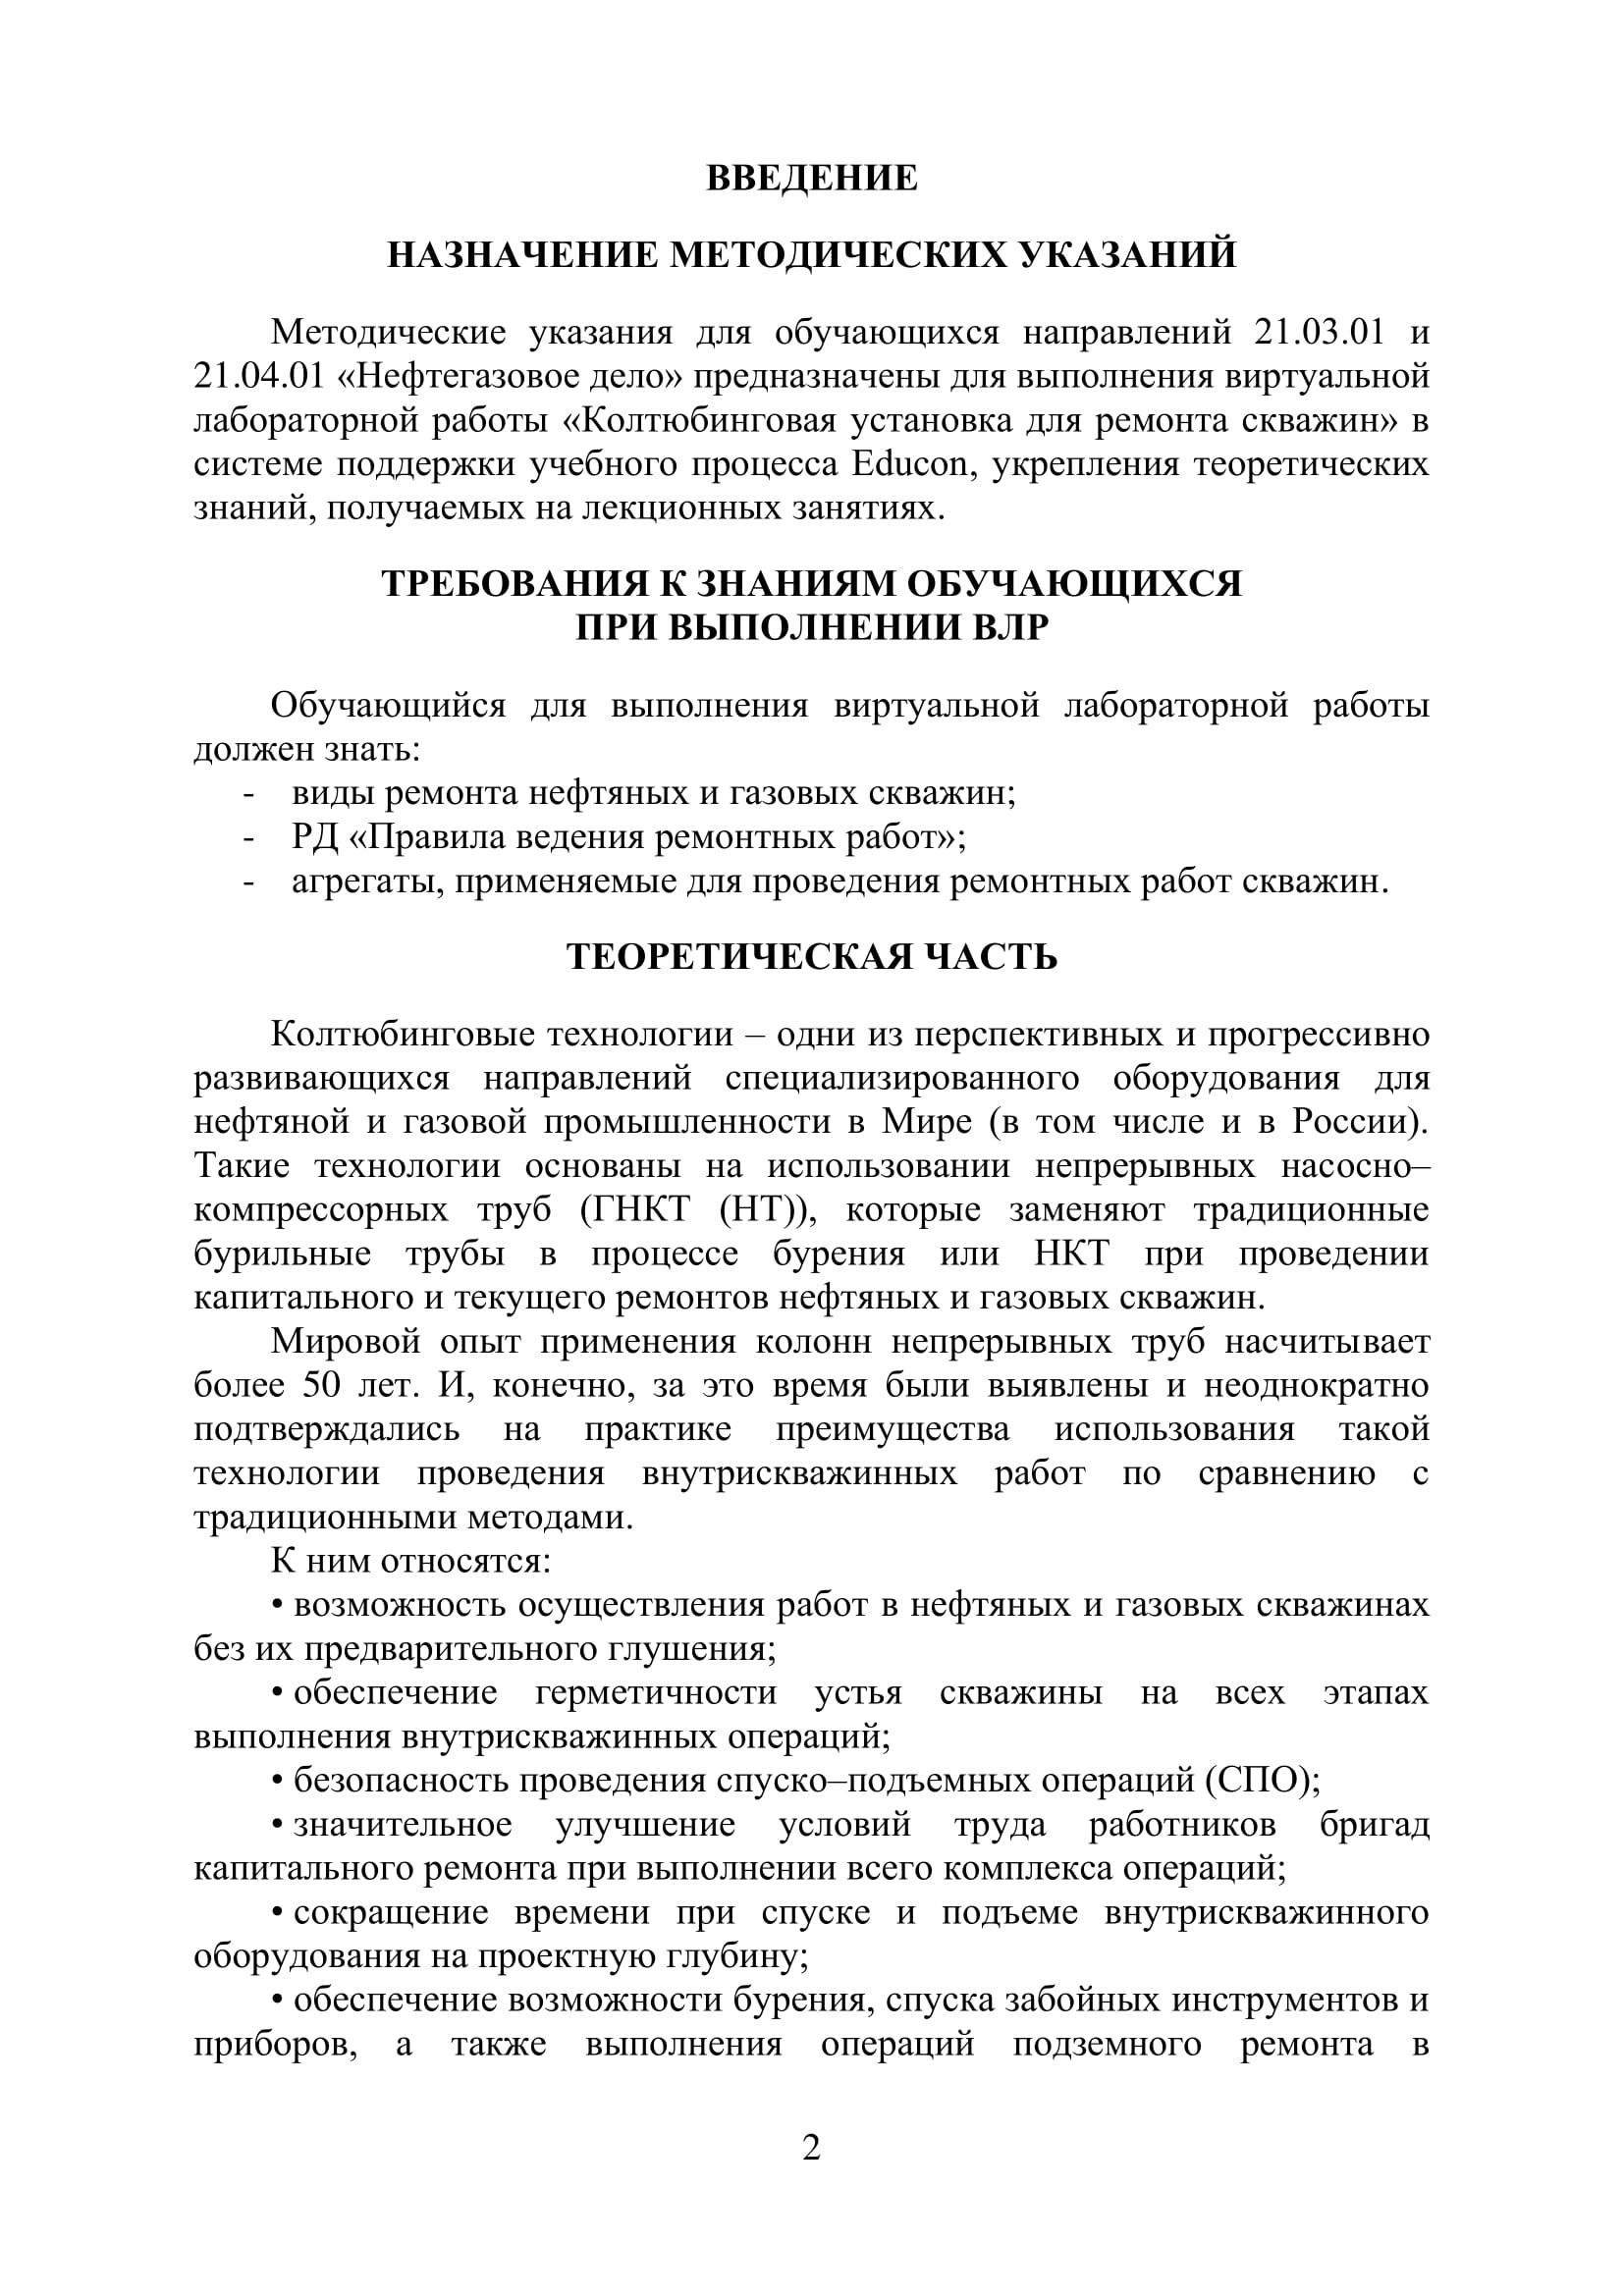 ВВЕДЕНИЕ
НАЗНАЧЕНИЕ МЕТОДИЧЕСКИХ УКАЗАНИЙ
Методические указания для обучающихся направлений 21.03.01 и
21.04.01 «Нефтегазовое дело» предназначены для выполнения виртуальной
лабораторной работы «Колтюбинговая установка для ремонта скважин» в
системе поддержки учебного процесса Educon, укрепления теоретических
знаний, получаемых на лекционных занятиях.
ТРЕБОВАНИЯ К ЗНАНИЯМ ОБУЧАЮЩИХСЯ
ПРИ ВЫПОЛНЕНИИ ВЛР
Обучающийся для выполнения виртуальной лабораторной работы
должен знать:
- виды ремонта нефтяных и газовых скважин;
- РД «Правила ведения ремонтных работ»;
- агрегаты, применяемые для проведения ремонтных работ скважин.
ТЕОРЕТИЧЕСКАЯ ЧАСТЬ
Колтюбинговые технологии – одни из перспективных и прогрессивно
развивающихся направлений специализированного оборудования для
нефтяной и газовой промышленности в Мире (в том числе и в России).
Такие технологии основаны на использовании непрерывных насосно–
компрессорных труб (ГНКТ (НТ)), которые заменяют традиционные
бурильные трубы в процессе бурения или НКТ при проведении
капитального и текущего ремонтов нефтяных и газовых скважин.
Мировой опыт применения колонн непрерывных труб насчитывает
более 50 лет. И, конечно, за это время были выявлены и неоднократно
подтверждались на практике преимущества использования такой
технологии проведения внутрискважинных работ по сравнению с
традиционными методами.
К ним относятся:
• возможность осуществления работ в нефтяных и газовых скважинах
без их предварительного глушения;
• обеспечение герметичности устья скважины на всех этапах
выполнения внутрискважинных операций;
• безопасность проведения спуско–подъемных операций (СПО);
• значительное улучшение условий труда работников бригад
капитального ремонта при выполнении всего комплекса операций;
• сокращение времени при спуске и подъеме внутрискважинного
оборудования на проектную глубину;
• обеспечение возможности бурения, спуска забойных инструментов и
приборов, а также выполнения операций подземного ремонта в
2